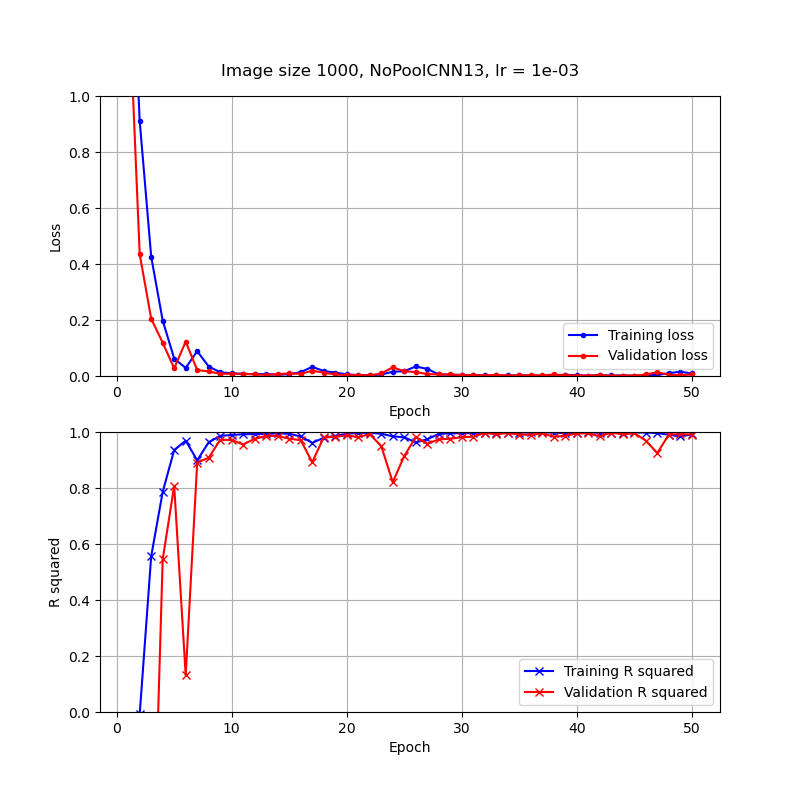 Image size 1000, NoPoolCNN13, lr = 1e-03
1.0
0.8
0.6
0.4
0.2
0.0
Loss
Training loss
Validation loss
0 10 20 30 40 50
Epoch
1.0
0.8
0.6
0.4
0.2
0.0
R squared
Training R squared
Validation R squared
0 10 20 30 40 50
Epoch